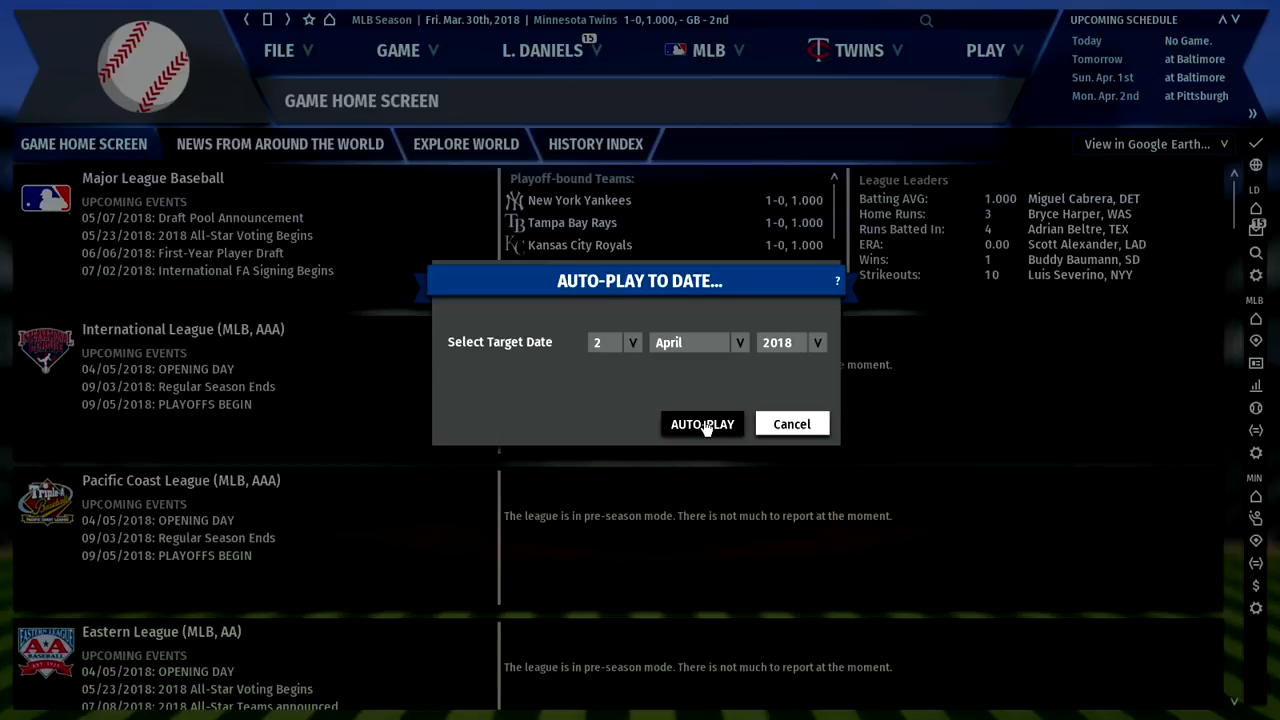 MLB Season | Fri. Mar. 30th, 2018 | Minnesota Twins 1-0, 1.000, - GB - 2nd
UPCOMING SCHEDULE
FILE GAME L. DANIELS 15 MLB TWINS PLAY
Today No Game.
Tomorrow at Baltimore
Sun. Apr. 1st at Baltimore
Mon. Apr. 2nd at Pittsburgh
GAME HOME SCREEN
GAME HOME SCREEN NEWS FROM AROUND THE WORLD EXPLORE WORLD HISTORY INDEX View in Google Earth...
Major League Baseball
UPCOMING EVENTS
05/07/2018: Draft Pool Announcement
05/23/2018: 2018 All-Star Voting Begins
06/06/2018: First-Year Player Draft
07/02/2018: International FA Signing Begins
Playoff-bound Teams:
New York Yankees 1-0, 1.000
Tampa Bay Rays 1-0, 1.000
Kansas City Royals 1-0, 1.000
League Leaders
Batting AVG: 1.000 Miguel Cabrera, DET
Home Runs: 3 Bryce Harper, WAS
Runs Batted In: 4 Adrian Beltre, TEX
ERA: 0.00 Scott Alexander, LAD
Wins: 1 Buddy Baumann, SD
Strikeouts: 10 Luis Severino, NYY
AUTO-PLAY TO DATE... ?
Select Target Date 2 April 2018
AUTO-PLAY Cancel
International League (MLB, AAA)
UPCOMING EVENTS
04/05/2018: OPENING DAY
09/03/2018: Regular Season Ends
09/05/2018: PLAYOFFS BEGIN
e moment.
Pacific Coast League (MLB, AAA)
UPCOMING EVENTS
04/05/2018: OPENING DAY
09/03/2018: Regular Season Ends
09/05/2018: PLAYOFFS BEGIN
The league is in pre-season mode. There is not much to report at the moment.
Eastern League (MLB, AA)
UPCOMING EVENTS
04/05/2018: OPENING DAY
05/23/2018: 2018 All-Star Voting Begins
07/08/2018: 2018 All-Star Teams announced
The league is in pre-season mode. There is not much to report at the moment.
LD
15
MLB
MIN